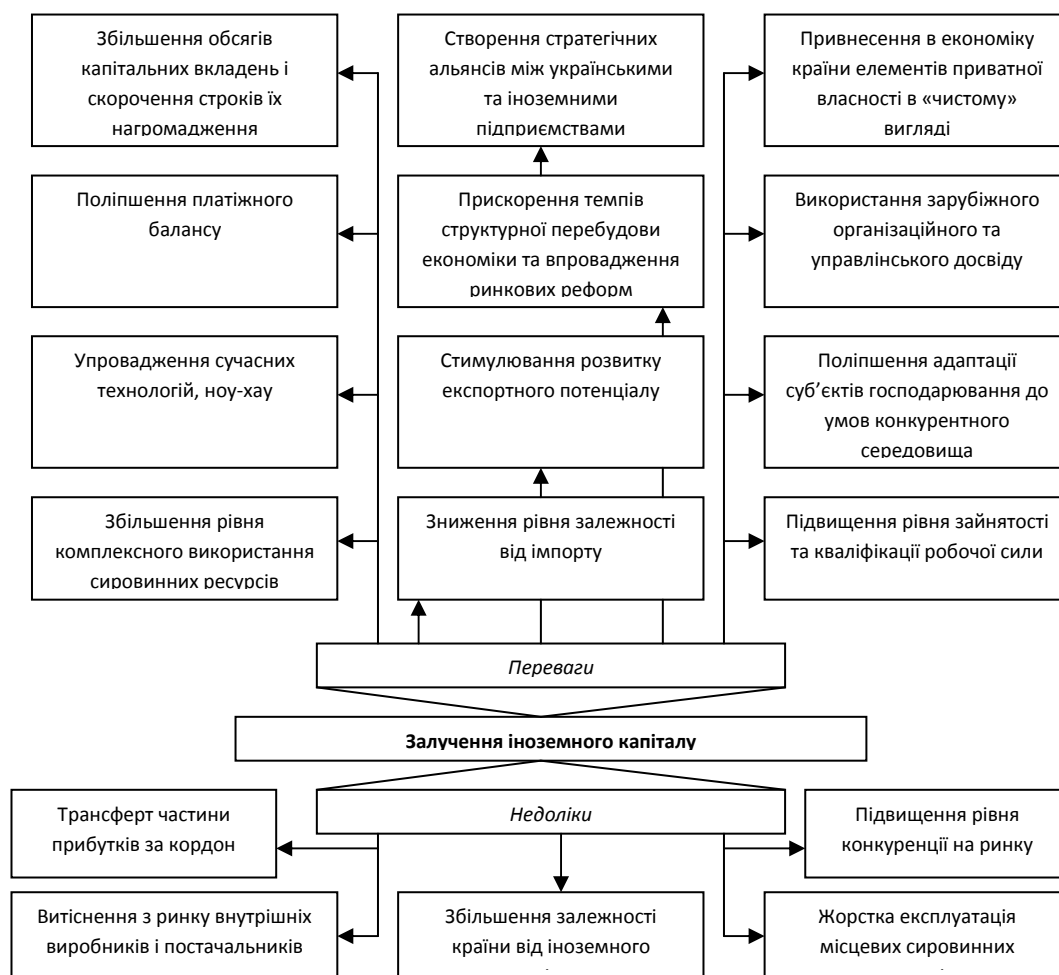 Збільшення обсягів
капітальних вкладень і
скорочення строків їх
нагромадження
Створення стратегічних
альянсів між українськими
та іноземними
підприємствами
Привнесення в економіку
країни елементів приватної
власності в «чистому»
вигляді
Поліпшення платіжного
балансу
Прискорення темпів
структурної перебудови
економіки та впровадження
ринкових реформ
Використання зарубіжного
організаційного та
управлінського досвіду
Упровадження сучасних
технологій, ноу-хау
Стимулювання розвитку
експортного потенціалу
Поліпшення адаптації
суб’єктів господарювання до
умов конкурентного
середовища
Збільшення рівня
комплексного використання
сировинних ресурсів
Зниження рівня залежності
від імпорту
Підвищення рівня зайнятості
та кваліфікації робочої сили
Переваги
Залучення іноземного капіталу
Недоліки
Трансферт частини
прибутків за кордон
Підвищення рівня
конкуренції на ринку
Витіснення з ринку внутрішніх
виробників і постачальників
Збільшення залежності
країни від іноземного
Жорстка експлуатація
місцевих сировинних